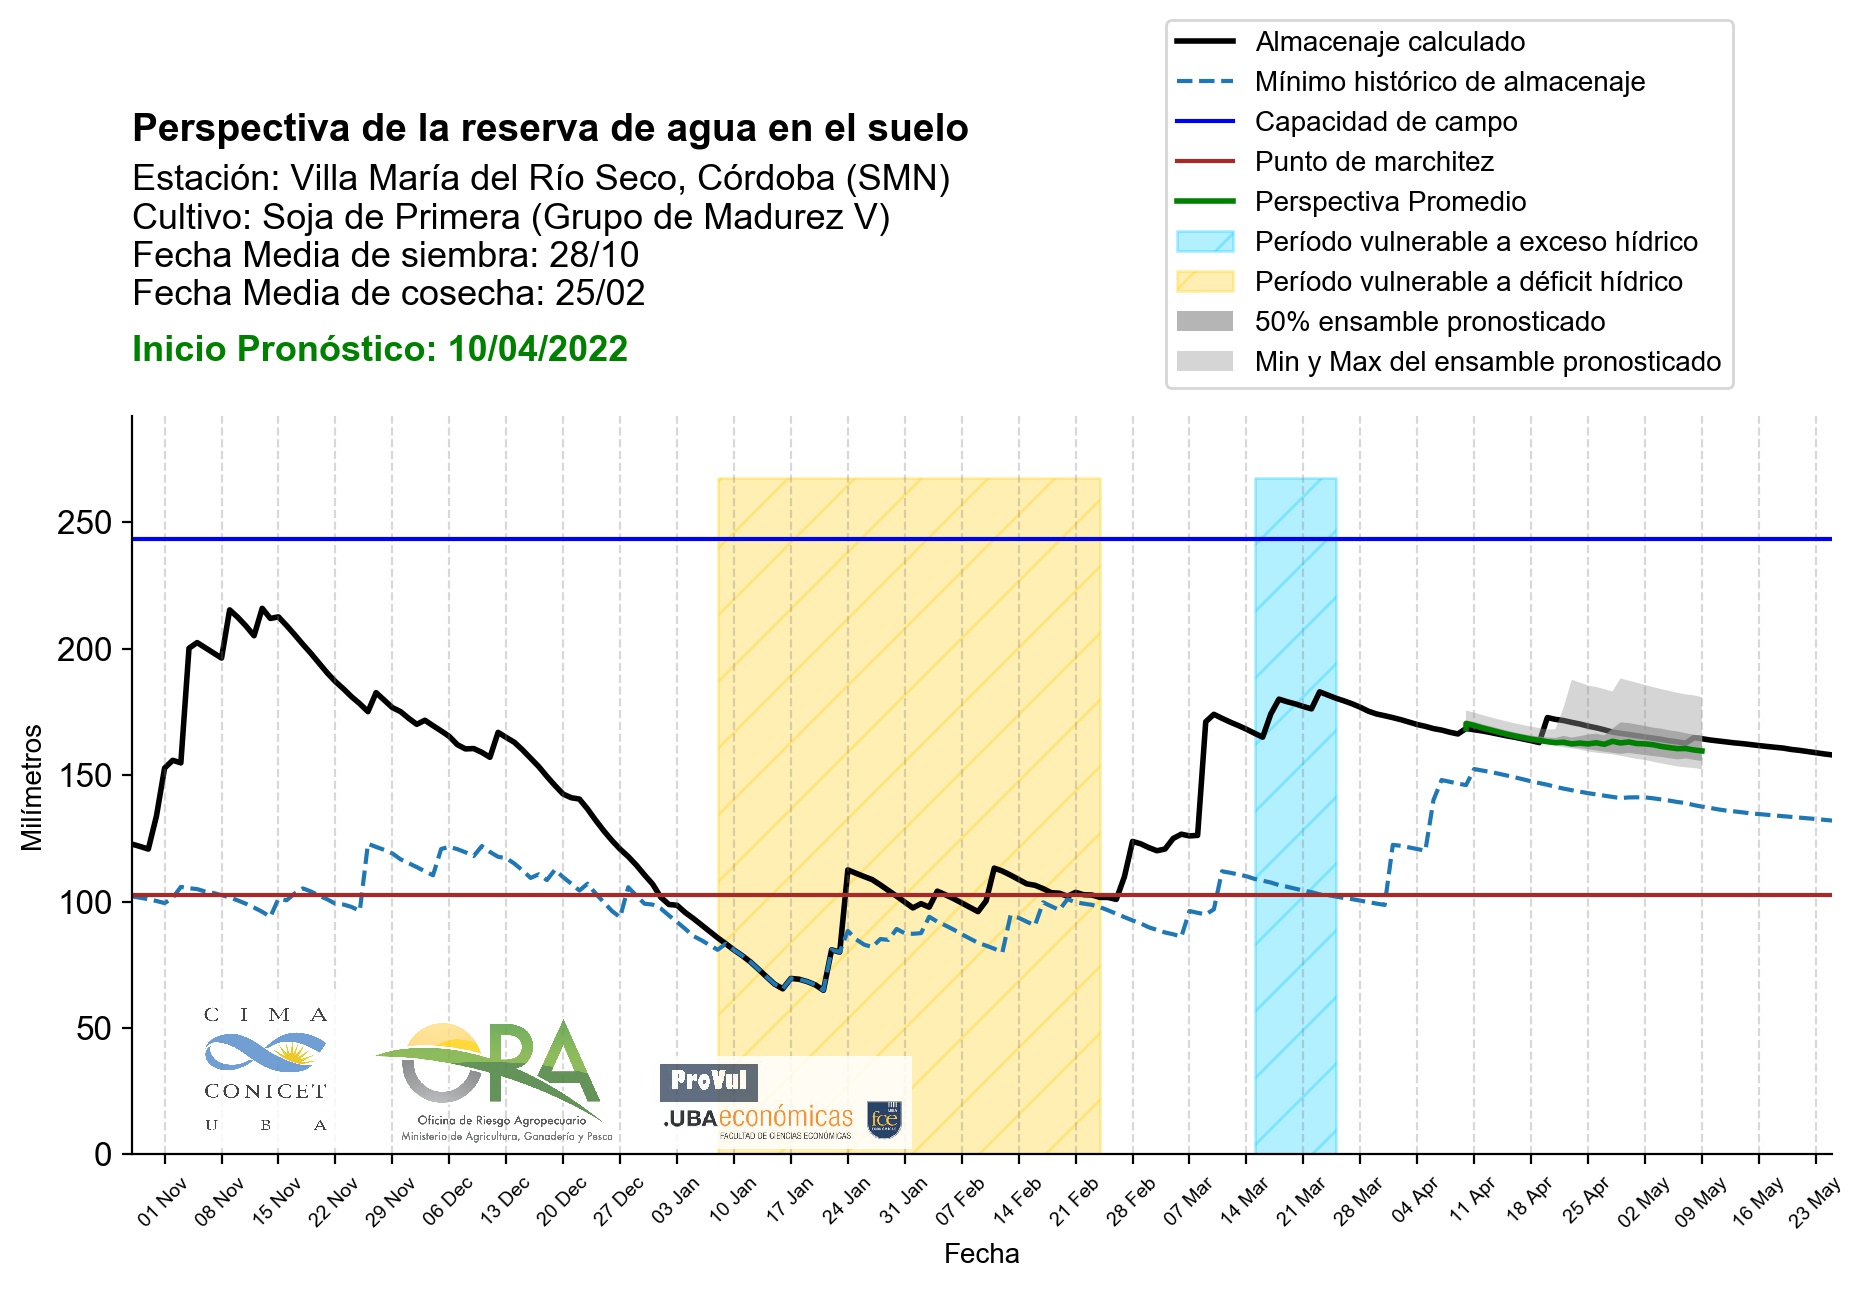 Almacenaje calculado
Mínimo histórico de almacenaje
Capacidad de campo
Punto de marchitez
Perspectiva Promedio
Período vulnerable a exceso hídrico
Período vulnerable a déficit hídrico
50% ensamble pronosticado
Min y Max del ensamble pronosticado
Perspectiva de la reserva de agua en el suelo
Estación: Villa María del Río Seco, Córdoba (SMN)
Cultivo: Soja de Primera (Grupo de Madurez V)
Fecha Media de siembra: 28/10
Fecha Media de cosecha: 25/02
Inicio Pronóstico: 10/04/2022
Milímetros
250
200
150
100
50
0
CIMA
CONICET
UBA
ORA
Oficina de Riesgo Agropecuario
Ministerio de Agricultura, Ganadería y Pesca
ProVul
.UBAeconómicas
FACULTAD DE CIENCIAS ECONÓMICAS
UBA
fce
01 Nov
08 Nov
15 Nov
22 Nov
29 Nov
06 Dec
13 Dec
20 Dec
27 Dec
03 Jan
10 Jan
17 Jan
24 Jan
31 Jan
07 Feb
14 Feb
21 Feb
28 Feb
07 Mar
14 Mar
21 Mar
28 Mar
04 Apr
11 Apr
18 Apr
25 Apr
02 May
09 May
16 May
23 May
Fecha